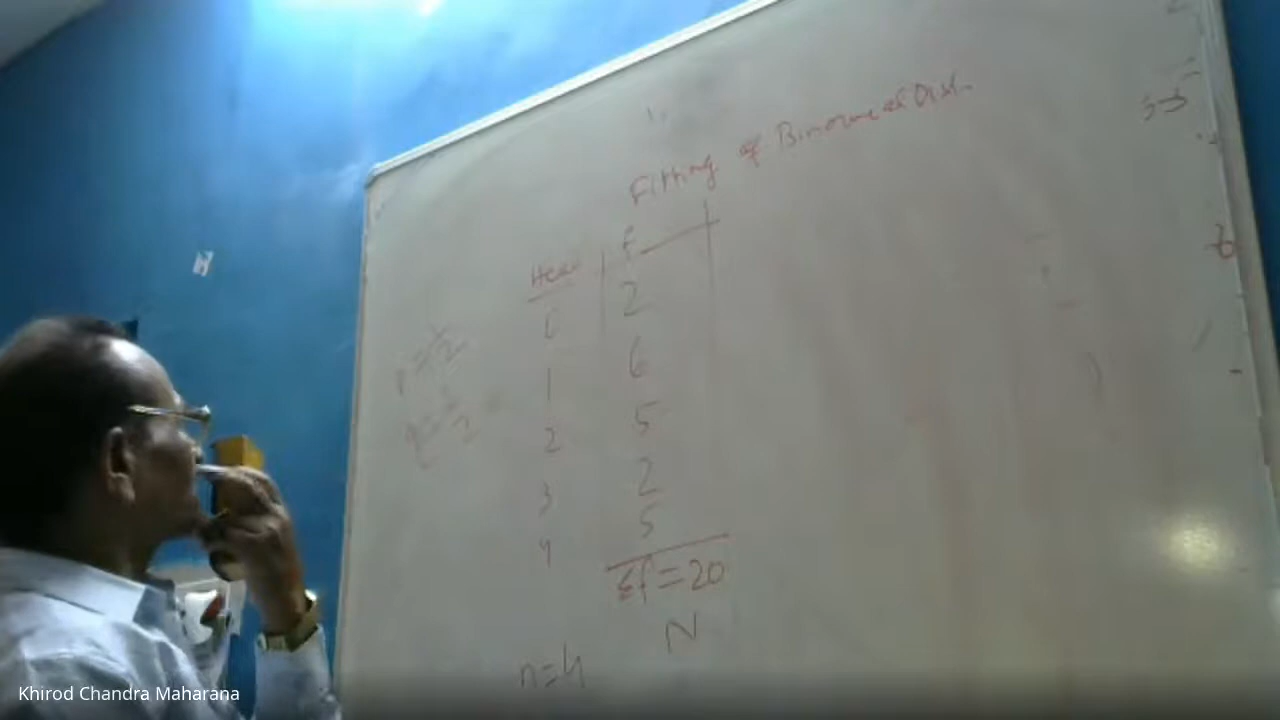 Fitting of Binomial Dist.
Head f
0 2
1 6
2 5
3 2
4 5
Σf=20
N
n=4
Khirod Chandra Maharana